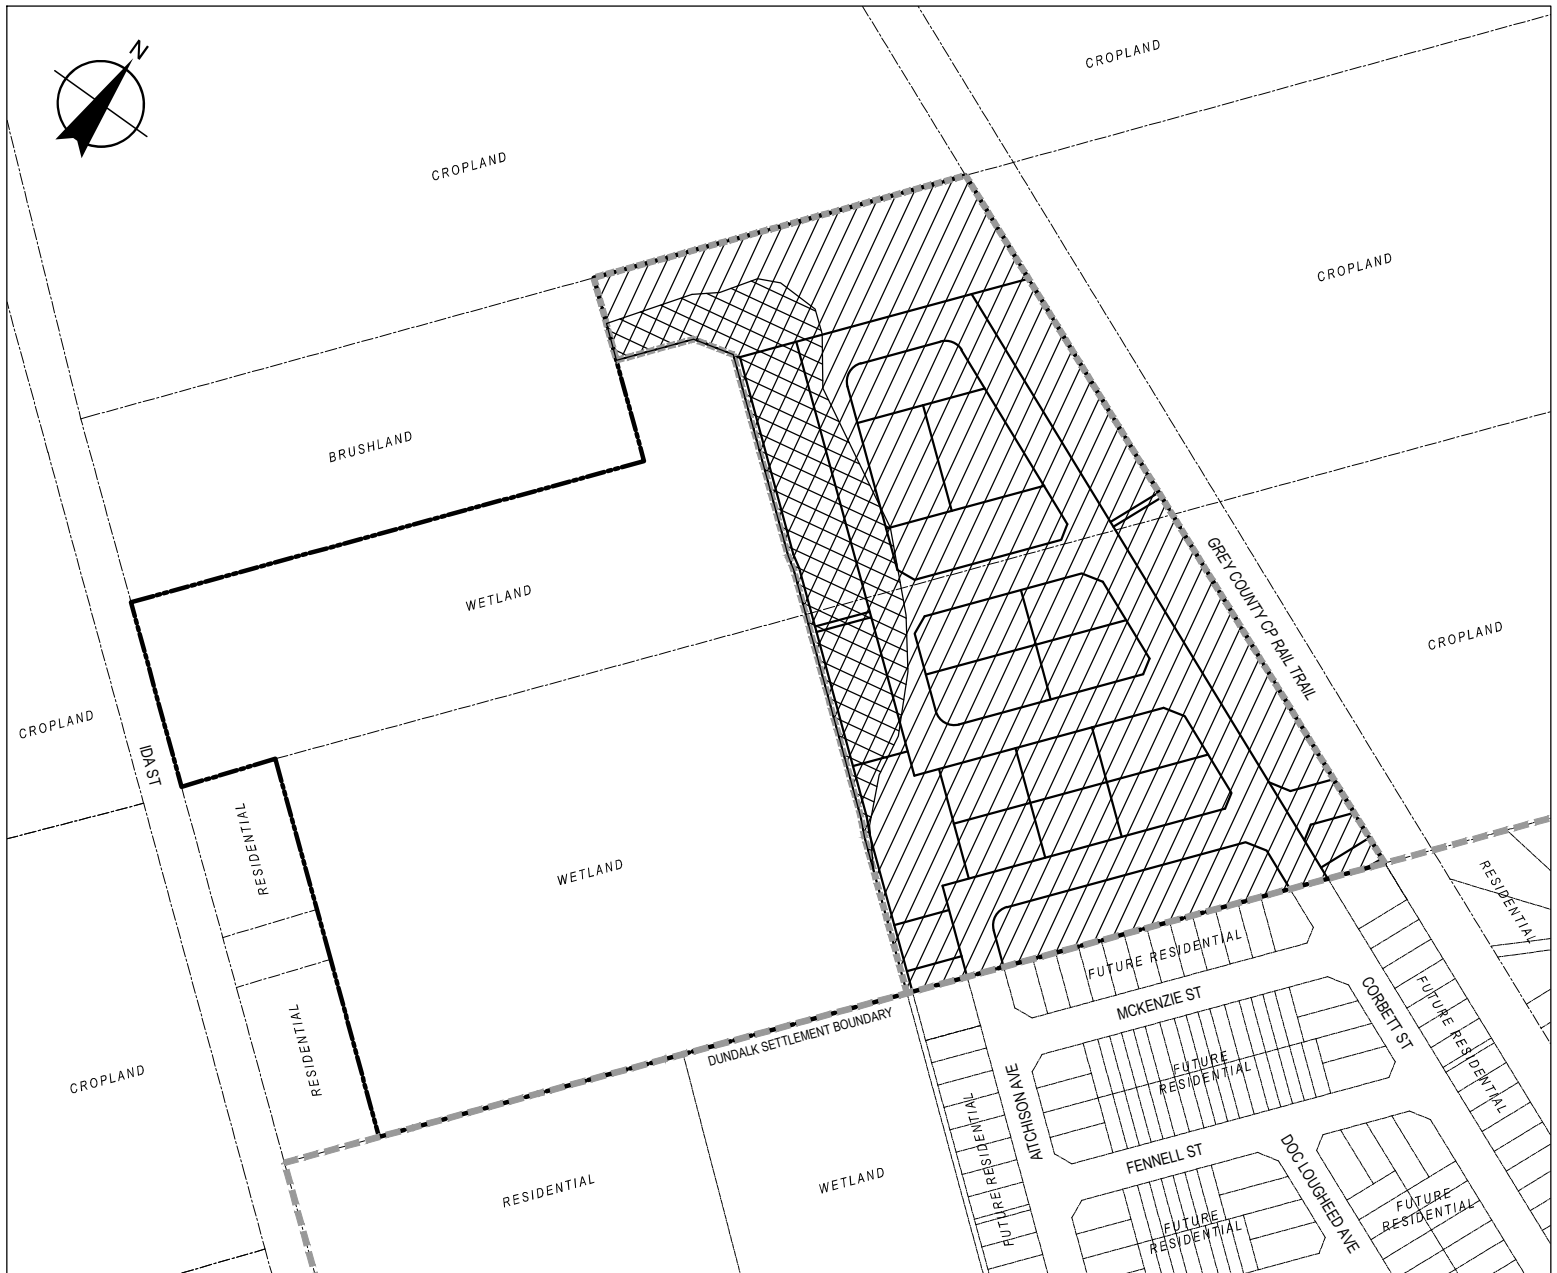 N
CROPLAND
CROPLAND
CROPLAND
BRUSHLAND
WETLAND
GREY COUNTY CP RAIL TRAIL
CROPLAND
CROPLAND
IDA ST
RESIDENTIAL
WETLAND
RESIDENTIAL
FUTURE RESIDENTIAL
MCKENZIE ST
CORBETT ST
FUTURE RESIDENTIAL
DUNDALK SETTLEMENT BOUNDARY
RESIDENTIAL
CROPLAND
FUTURE
RESIDENTIAL
AITCHISON AVE
FUTURE RESIDENTIAL
FENNELL ST
DOC LOUGHEED AVE
RESIDENTIAL
WETLAND
FUTURE
RESIDENTIAL
FUTURE
RESIDENTIAL